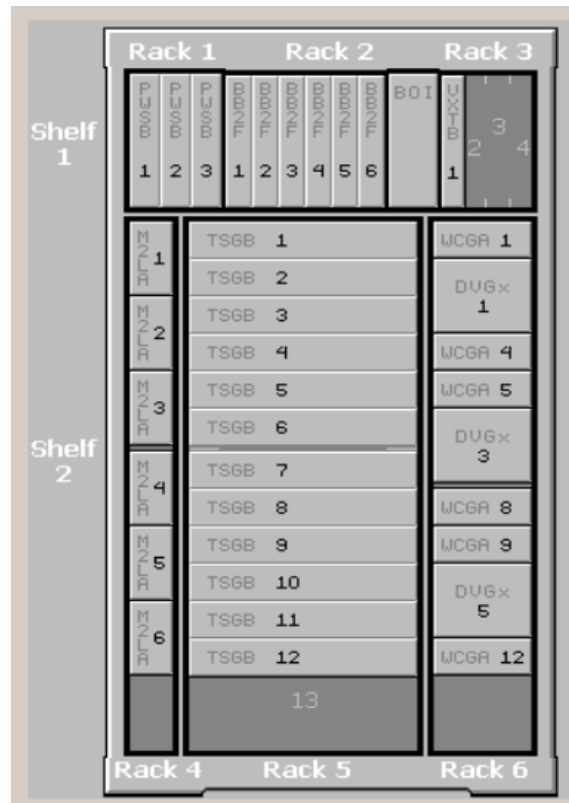 Rack 1 Rack 2 Rack 3
Shelf 1
PWSB 1
PWSB 2
PWSB 3
BB2F 1
BB2F 2
BB2F 3
BB2F 4
BB2F 5
BB2F 6
BOI
VXTB 1
2
3
4
Shelf 2
M2LA 1
M2LA 2
M2LA 3
M2LA 4
M2LA 5
M2LA 6
TSGB 1
TSGB 2
TSGB 3
TSGB 4
TSGB 5
TSGB 6
TSGB 7
TSGB 8
TSGB 9
TSGB 10
TSGB 11
TSGB 12
13
WCGA 1
DVGx
1
WCGA 4
WCGA 5
DVGx
3
WCGA 8
WCGA 9
DVGx
5
WCGA 12
Rack 4 Rack 5 Rack 6